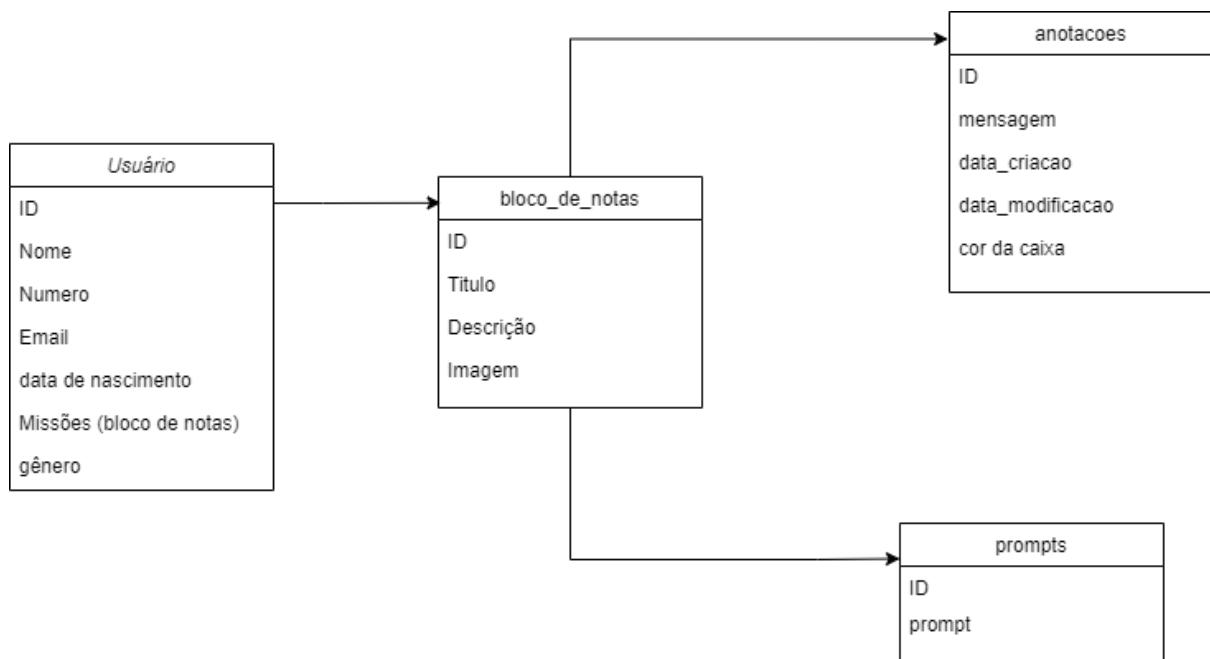 Usuário
ID
Nome
Numero
Email
data de nascimento
Missões (bloco de notas)
gênero
bloco_de_notas
ID
Titulo
Descrição
Imagem
anotacoes
ID
mensagem
data_criacao
data_modificacao
cor da caixa
prompts
ID
prompt